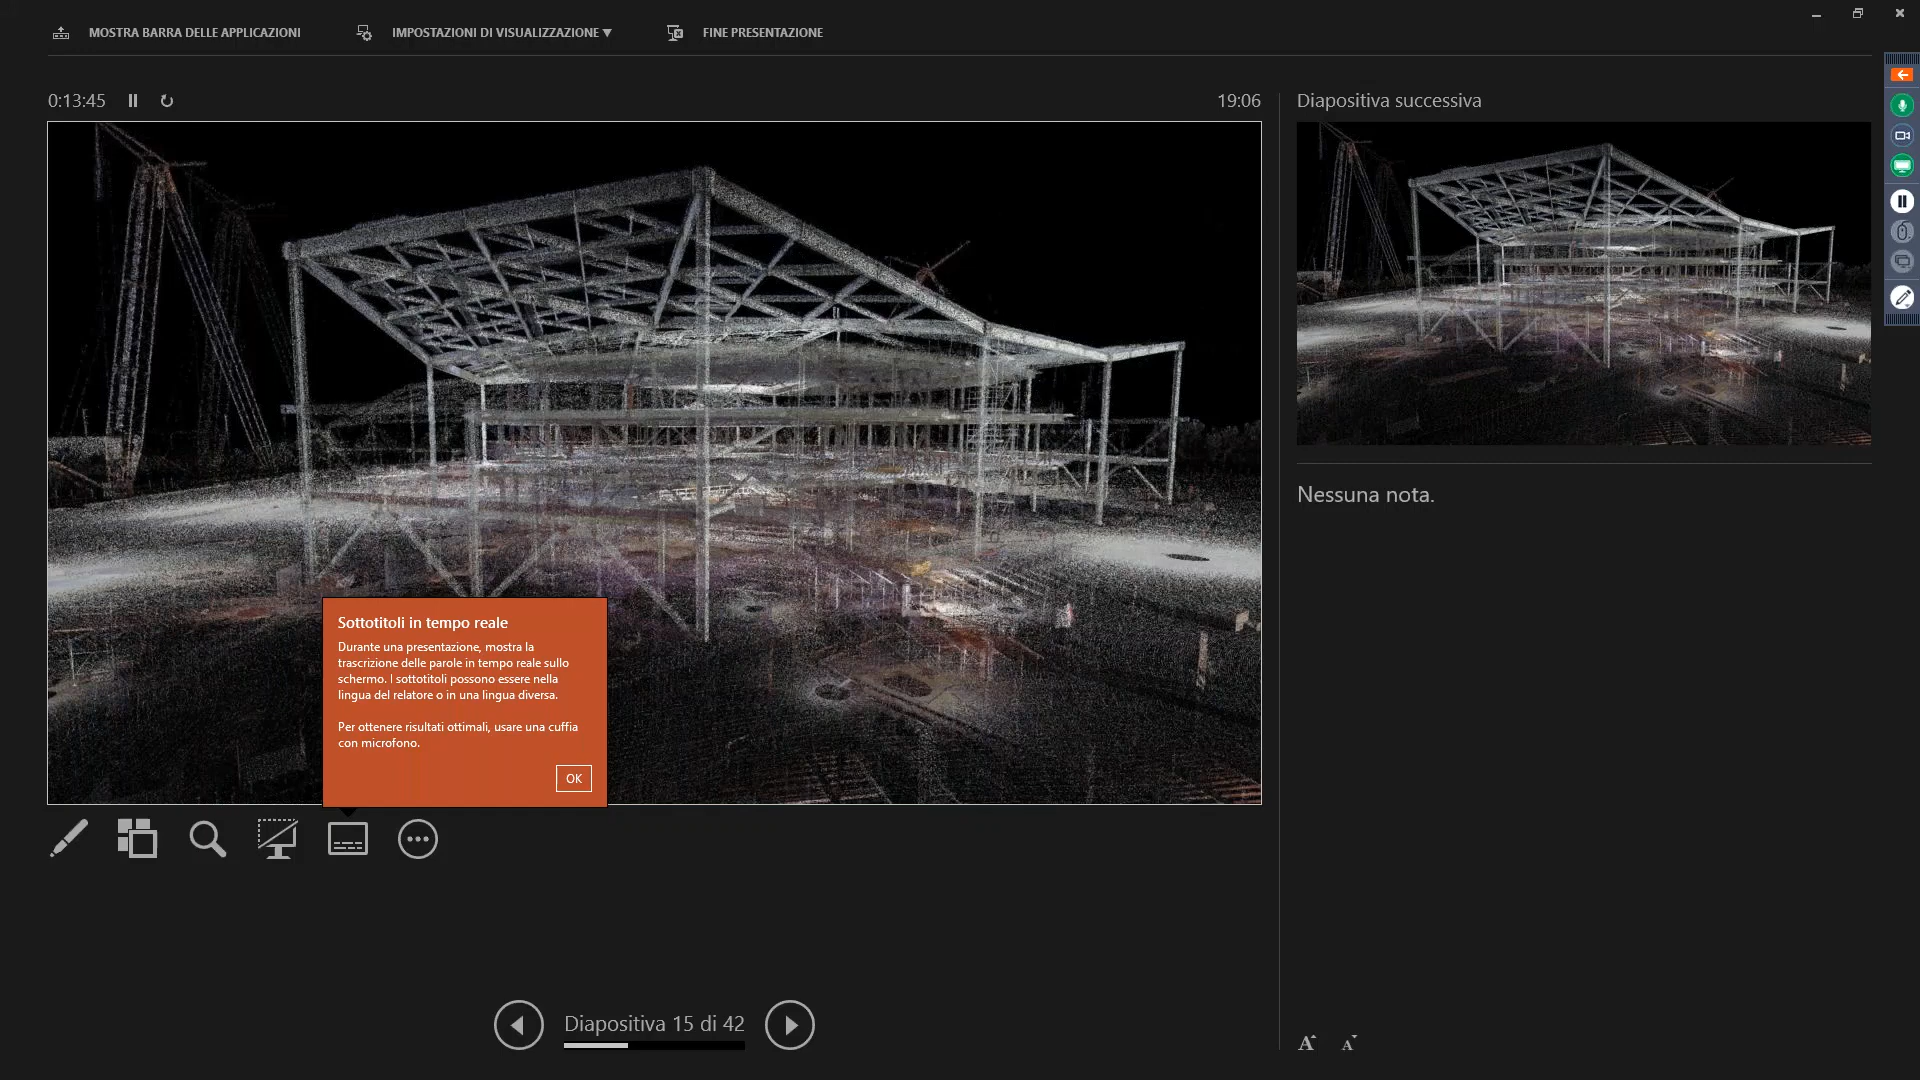 MOSTRA BARRA DELLE APPLICAZIONI
IMPOSTAZIONI DI VISUALIZZAZIONE ▼
FINE PRESENTAZIONE
0:13:45
19:06
Diapositiva successiva
Nessuna nota.
Sottotitoli in tempo reale
Durante una presentazione, mostra la
trascrizione delle parole in tempo reale sullo
schermo. I sottotitoli possono essere nella
lingua del relatore o in una lingua diversa.
Per ottenere risultati ottimali, usare una cuffia
con microfono.
OK
Diapositiva 15 di 42
A A